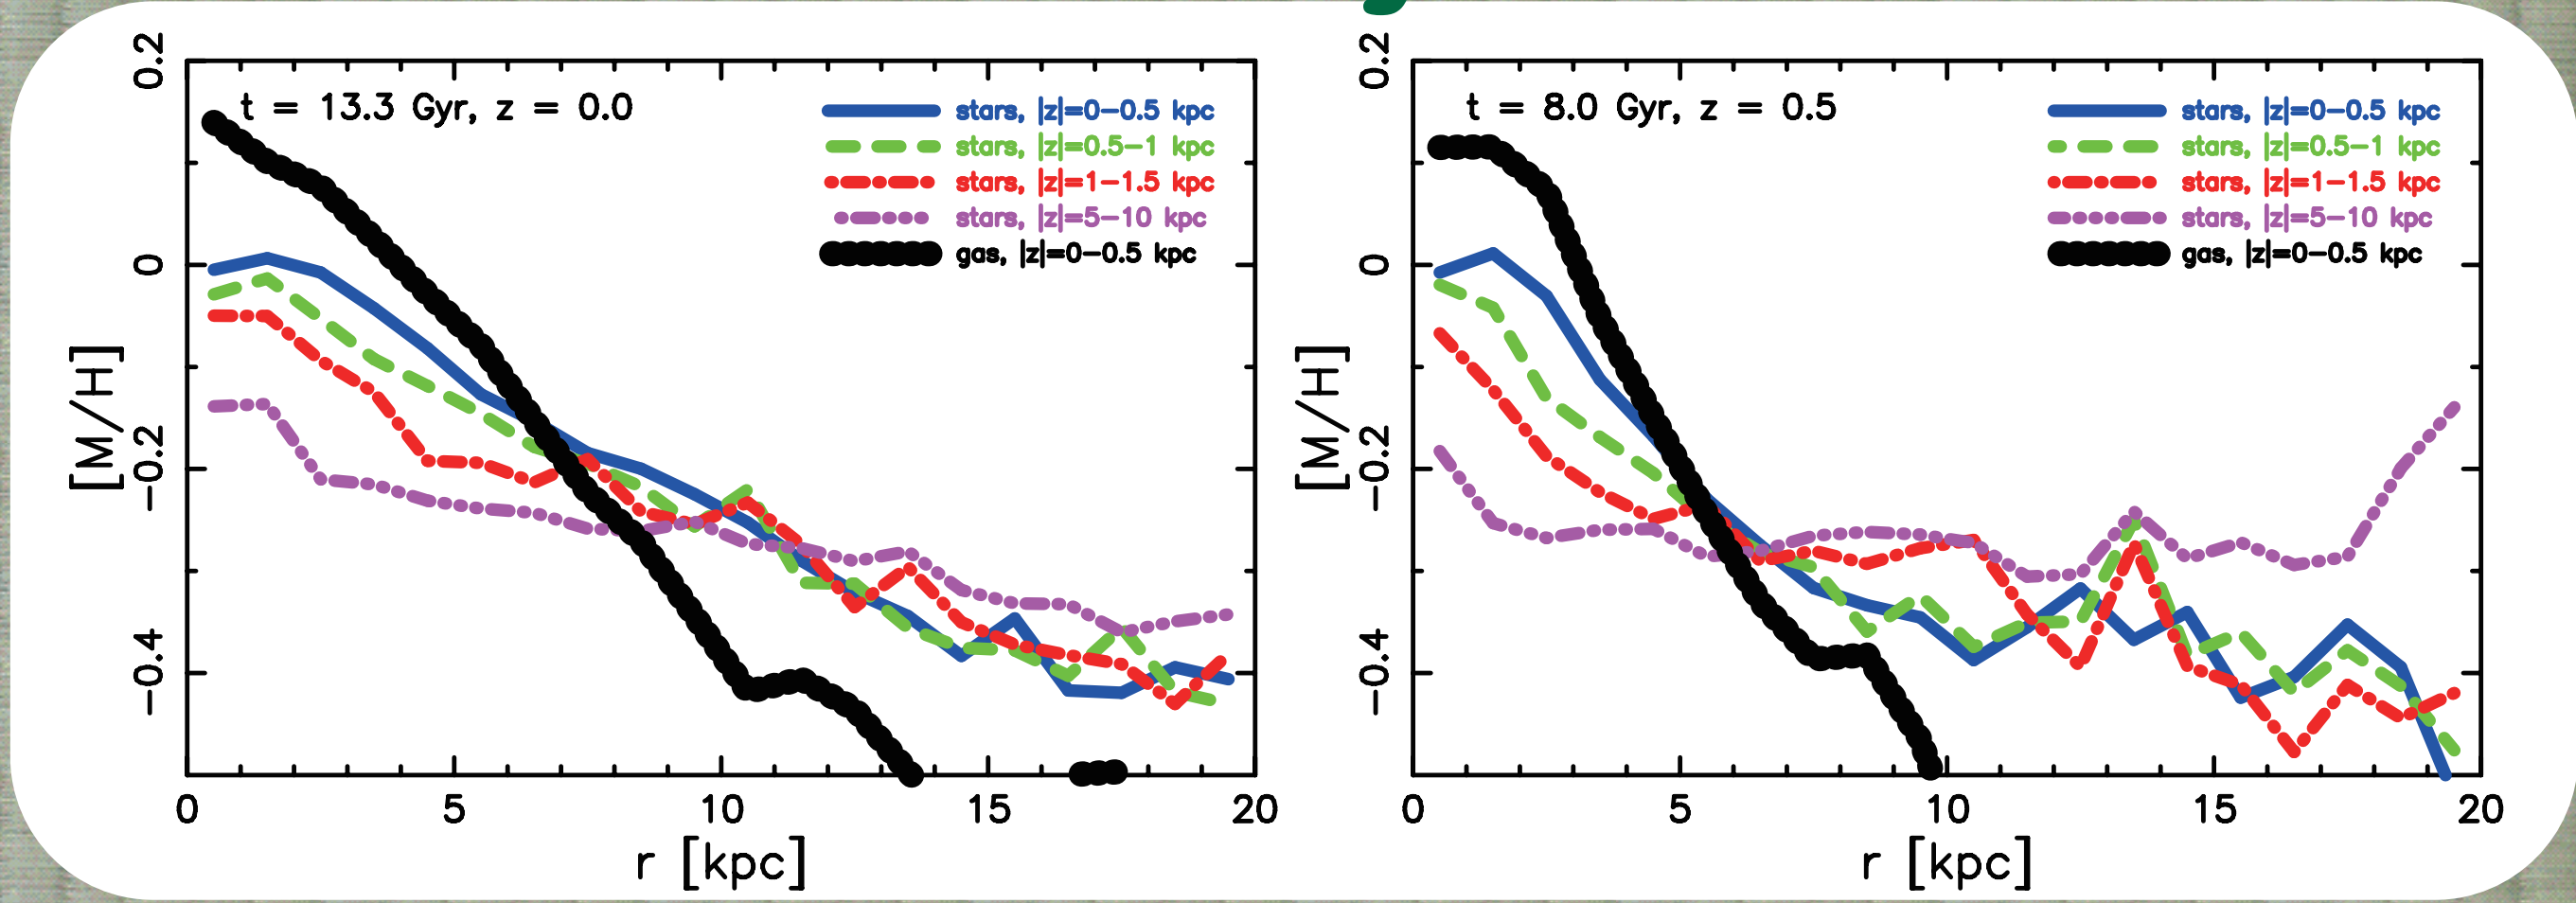 t = 13.3 Gyr, z = 0.0
stars, |z|=0−0.5 kpc
stars, |z|=0.5−1 kpc
stars, |z|=1−1.5 kpc
stars, |z|=5−10 kpc
gas, |z|=0−0.5 kpc
0.2
0
−0.2
−0.4
[M/H]
0 5 10 15 20
r [kpc]
t = 8.0 Gyr, z = 0.5
stars, |z|=0−0.5 kpc
stars, |z|=0.5−1 kpc
stars, |z|=1−1.5 kpc
stars, |z|=5−10 kpc
gas, |z|=0−0.5 kpc
0.2
0
−0.2
−0.4
[M/H]
0 5 10 15 20
r [kpc]